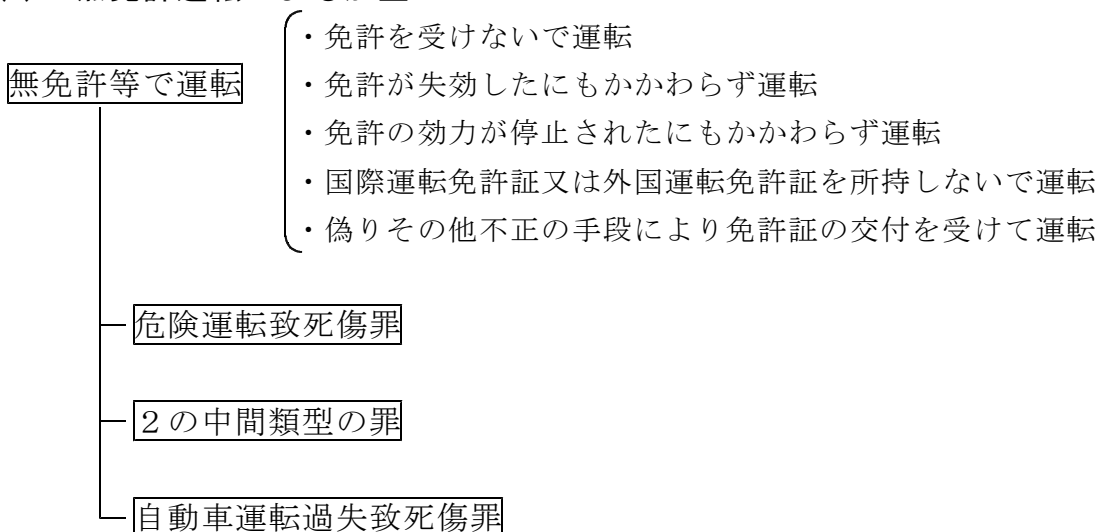 ・免許を受けないで運転
無免許等で運転
・免許が失効したにもかかわらず運転
・免許の効力が停止されたにもかかわらず運転
・国際運転免許証又は外国運転免許証を所持しないで運転
・偽りその他不正の手段により免許証の交付を受けて運転
危険運転致死傷罪
２の中間類型の罪
自動車運転過失致死傷罪